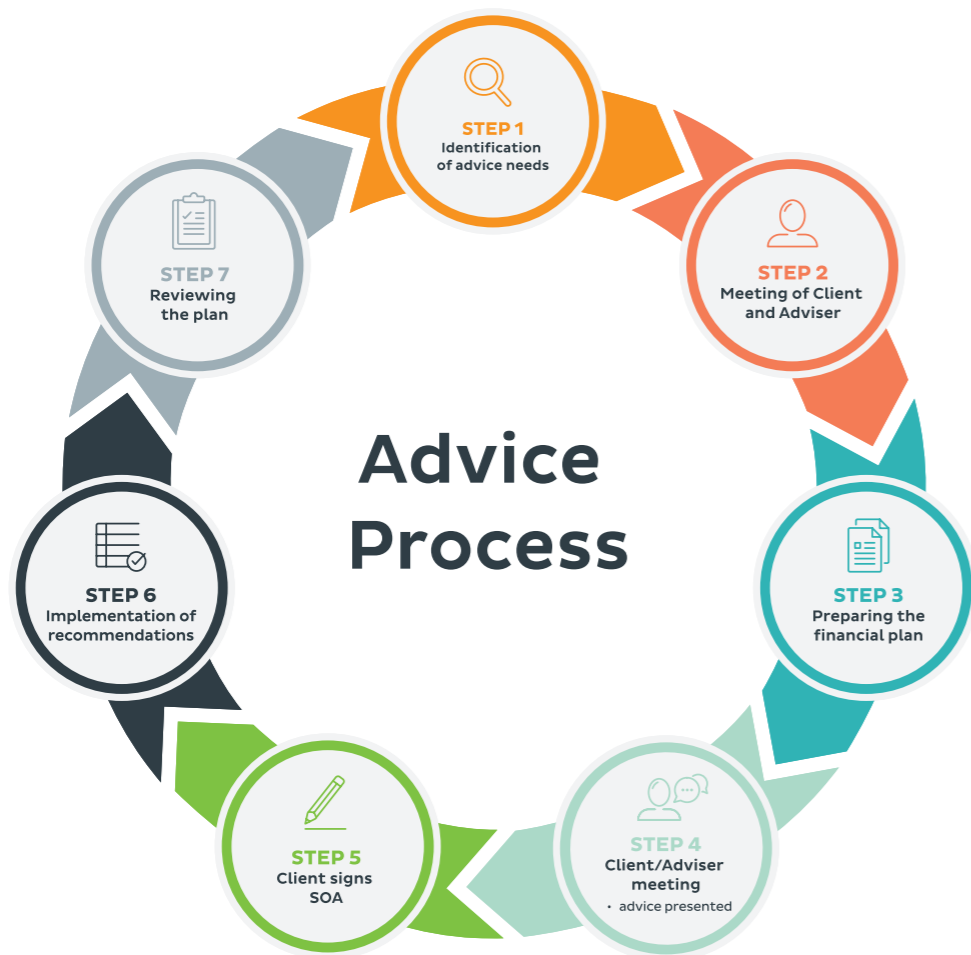 Advice
Process
STEP 1
Identification
of advice needs
STEP 2
Meeting of Client
and Adviser
STEP 3
Preparing the
financial plan
STEP 4
Client/Adviser
meeting
• advice presented
STEP 5
Client signs
SOA
STEP 6
Implementation of
recommendations
STEP 7
Reviewing
the plan